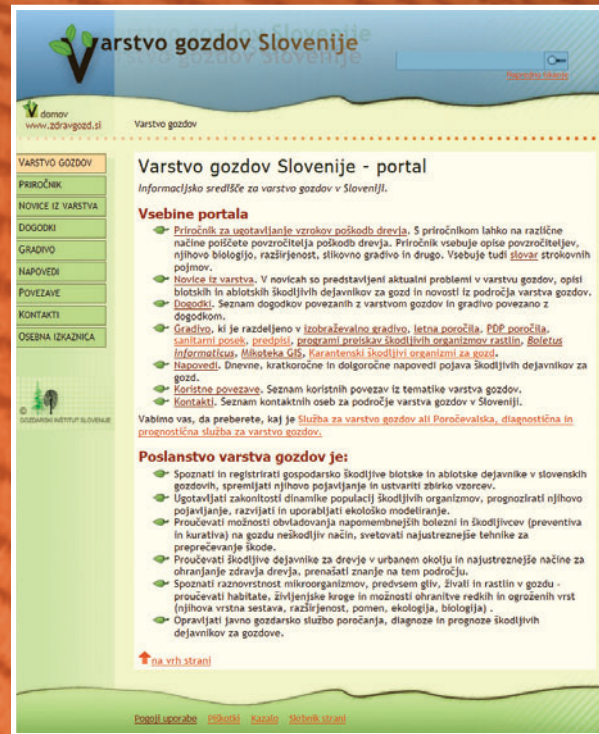 Varstvo gozdov Slovenije
Napredno iskanje
domov
www.zdravgozd.si
Varstvo gozdov
VARSTVO GOZDOV
PRIROČNIK
NOVICE IZ VARSTVA
DOGODKI
GRADIVO
NAPOVEDI
POVEZAVE
KONTAKTI
OSEBNA IZKAZNICA
©
GOZDARSKI INŠTITUT SLOVENIJE
Varstvo gozdov Slovenije - portal
Informacijsko središče za varstvo gozdov v Sloveniji.
Vsebine portala
Priročnik za ugotavljanje vzrokov poškodb drevja. S priročnikom lahko na različne
načine poiščete povzročitelja poškodb drevja. Priročnik vsebuje opise povzročiteljev,
njihovo biologijo, razširjenost, slikovno gradivo in drugo. Vsebuje tudi slovar strokovnih
pojmov.
Novice iz varstva. V novicah so predstavljeni aktualni problemi v varstvu gozdov, opisi
biotskih in abiotskih škodljivih dejavnikov za gozd in novosti iz področja varstva gozdov.
Dogodki. Seznam dogodkov povezanih z varstvom gozdov in gradivo povezano z
dogodkom.
Gradivo, ki je razdeljeno v izobraževalno gradivo, letna poročila, PDP poročila,
sanitarni posek, predpisi, programi preiskav škodljivih organizmov rastlin, Boletus
informaticus, Mikoteka GIS, Karantenski škodljivi organizmi za gozd.
Napovedi. Dnevne, kratkoročne in dolgoročne napovedi pojava škodljivih dejavnikov za
gozd.
Koristne povezave. Seznam koristnih povezav iz tematike varstva gozdov.
Kontakti. Seznam kontaktnih oseb za področje varstva gozdov v Sloveniji.
Vabimo vas, da preberete, kaj je Služba za varstvo gozdov ali Poročevalska, diagnostična in
prognostična služba za varstvo gozdov.
Poslanstvo varstva gozdov je:
Spoznati in registrirati gospodarsko škodljive biotske in abiotske dejavnike v slovenskih
gozdovih, spremljati njihovo pojavljanje in ustvariti zbirko vzorcev.
Ugotavljati zakonitosti dinamike populacij škodljivih organizmov, prognozirati njihovo
pojavljanje, razvijati in uporabljati ekološko modeliranje.
Proučevati možnosti obvladovanja napomembnejših bolezni in škodljivcev (preventiva
in kurativa) na gozdu neškodljiv način, svetovati najustreznejše tehnike za
preprečevanje škode.
Proučevati škodljive dejavnike za drevje v urbanem okolju in najustreznejše načine za
ohranjanje zdravja drevja, prenašati znanje na tem področju.
Spoznati raznovrstnost mikroorganizmov, predvsem gliv, živali in rastlin v gozdu -
proučevati habitate, življenjske kroge in možnosti ohranitve redkih in ogroženih vrst
(njihova vrstna sestava, razširjenost, pomen, ekologija, biologija) .
Opravljati javno gozdarsko službo poročanja, diagnoze in prognoze škodljivih
dejavnikov za gozdove.
na vrh strani
Pogoji uporabe Piškotki Kazalo Skrbnik strani